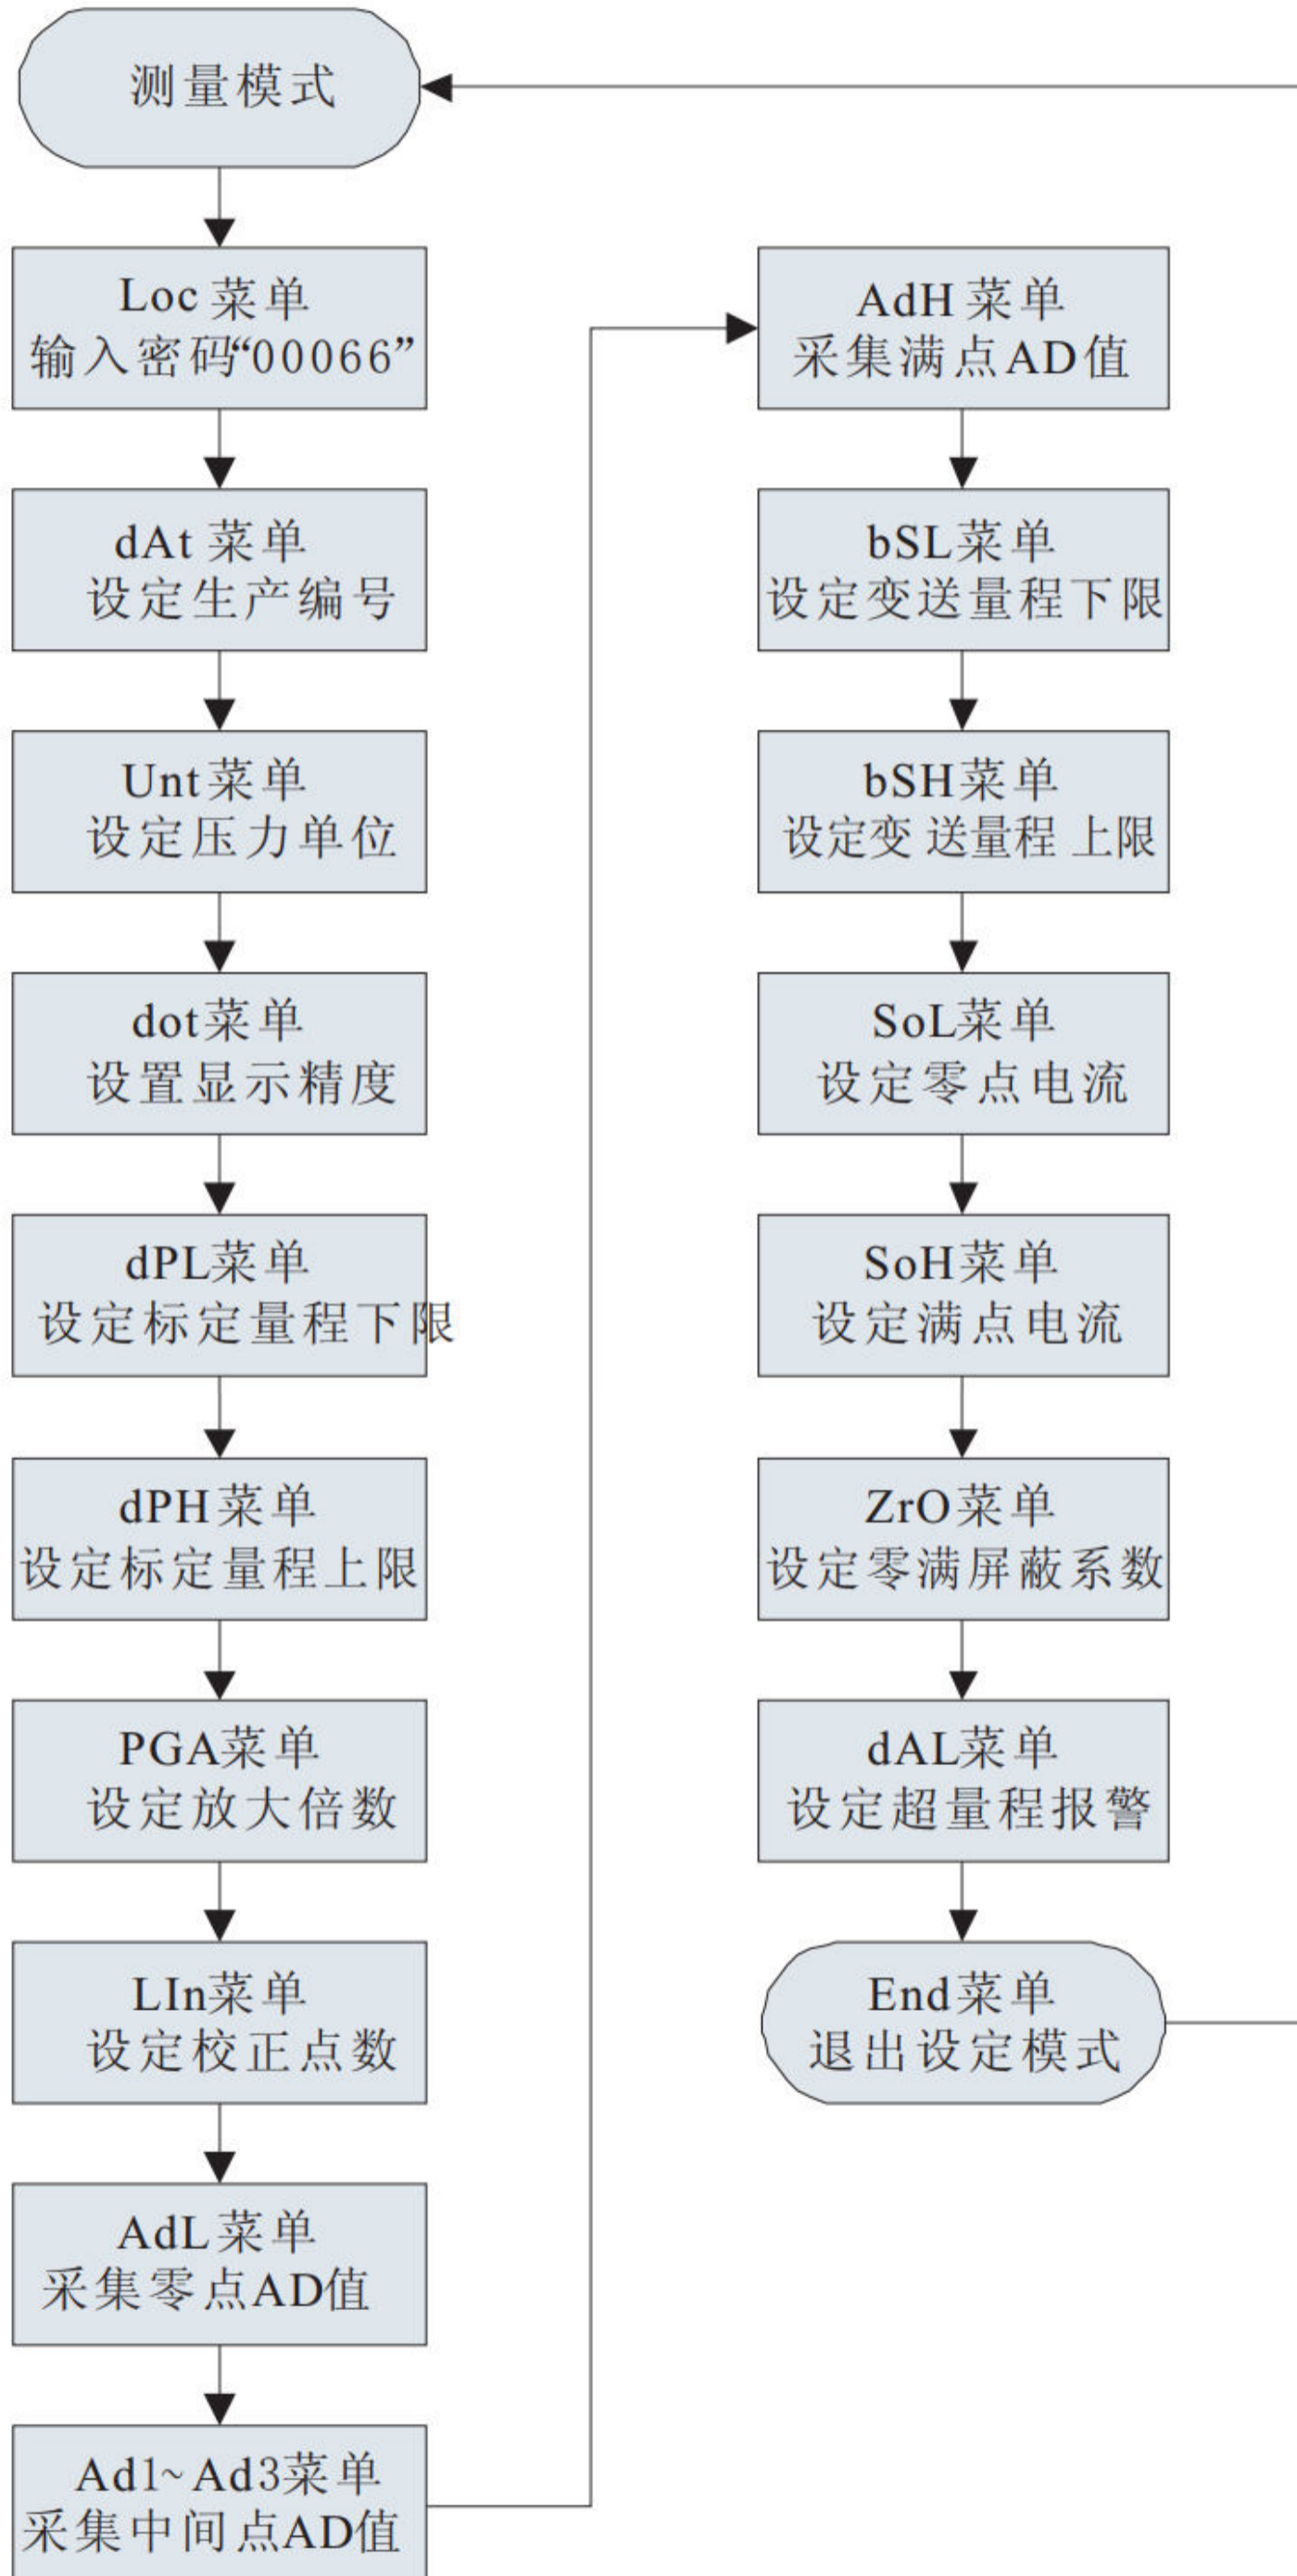 测量模式
Loc 菜单
输入密码“00066”
dAt 菜单
设定生产编号
Unt菜单
设定压力单位
dot菜单
设置显示精度
dPL菜单
设定标定量程下限
dPH菜单
设定标定量程上限
PGA菜单
设定放大倍数
LIn菜单
设定校正点数
AdL菜单
采集零点AD值
Ad1~Ad3菜单
采集中间点AD值
AdH 菜单
采集满点AD值
bSL菜单
设定变送量程下限
bSH菜单
设定变 送量程 上限
SoL菜单
设定零点电流
SoH菜单
设定满点电流
ZrO菜单
设定零满屏蔽系数
dAL菜单
设定超量程报警
End菜单
退出设定模式